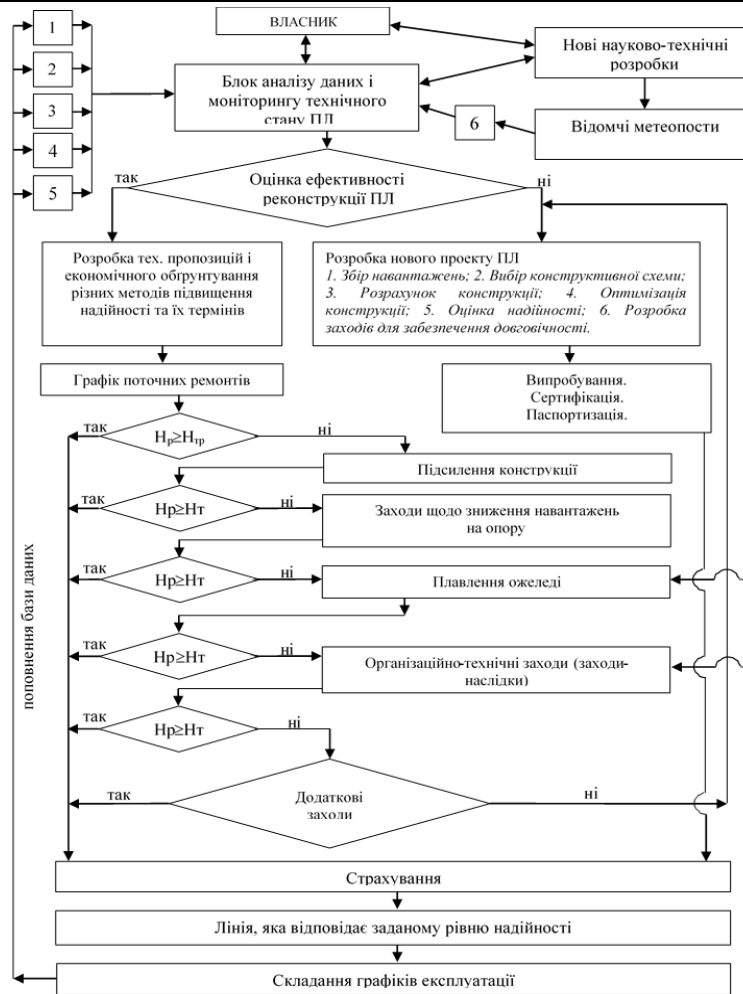 1
2
3
4
5
ВЛАСНИК
Блок аналізу даних і
моніторингу технічного
стану ПЛ
Нові науково-технічні
розробки
6
Відомчі метеопости
так
Оцінка ефективності
реконструкції ПЛ
ні
Розробка тех. пропозицій і
економічного обґрунтування
різних методів підвищення
надійності та їх термінів
Розробка нового проекту ПЛ
1. Збір навантажень; 2. Вибір конструктивної схеми;
3. Розрахунок конструкції; 4. Оптимізація
конструкції; 5. Оцінка надійності; 6. Розробка
заходів для забезпечення довговічності.
Графік поточних ремонтів
Випробування.
Сертифікація.
Паспортизація.
так
Нр≥Нтр
ні
Підсилення конструкції
так
Нр≥Нт
ні
Заходи щодо зниження навантажень
на опору
так
Нр≥Нт
ні
Плавлення ожеледі
так
Нр≥Нт
ні
Організаційно-технічні заходи (заходи-
наслідки)
так
Нр≥Нт
ні
так
Додаткові
заходи
ні
поповнення бази даних
Страхування
Лінія, яка відповідає заданому рівню надійності
Складання графіків експлуатації